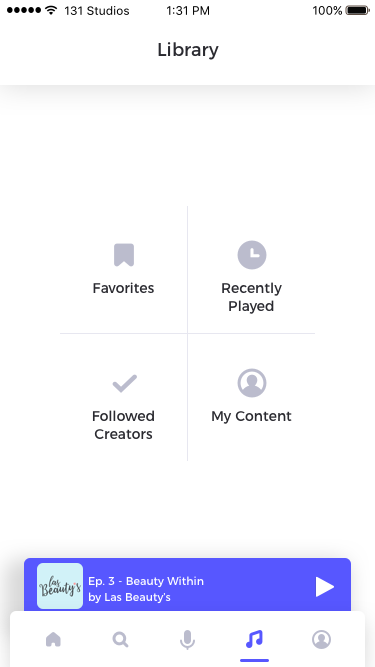 131 Studios 1:31 PM 100%
Library
Favorites
Recently
Played
Followed
Creators
My Content
las
Beauty's
Ep. 3 - Beauty Within
by Las Beauty's